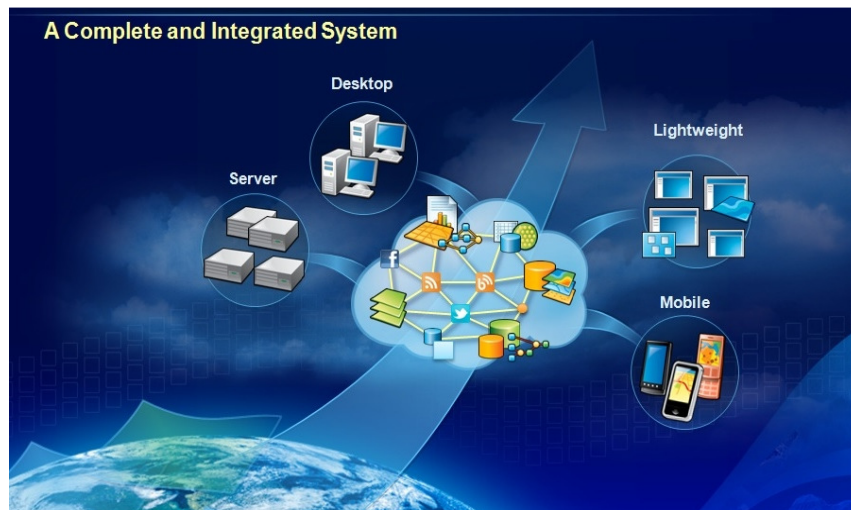 A Complete and Integrated System
Desktop
Lightweight
Server
Mobile